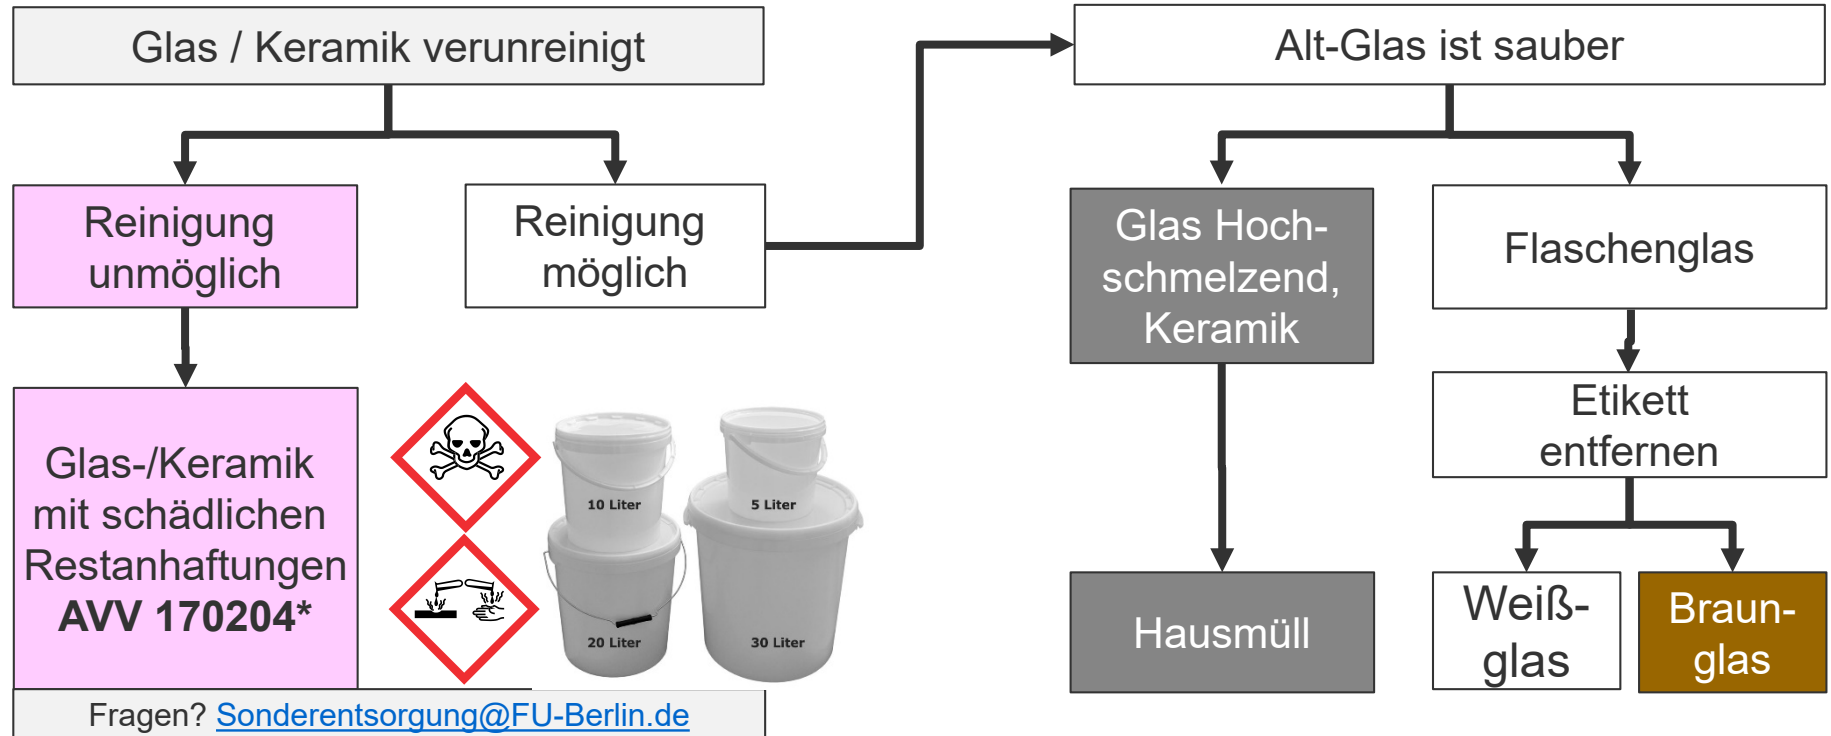 Glas / Keramik verunreinigt
Alt-Glas ist sauber
Reinigung
unmöglich
Reinigung
möglich
Glas Hoch-
schmelzend,
Keramik
Flaschenglas
Etikett
entfernen
Glas-/Keramik
mit schädlichen
Restanhaftungen
AVV 170204*
10 Liter
5 Liter
20 Liter
30 Liter
Hausmüll
Weiß-
glas
Braun-
glas
Fragen? Sonderentsorgung@FU-Berlin.de